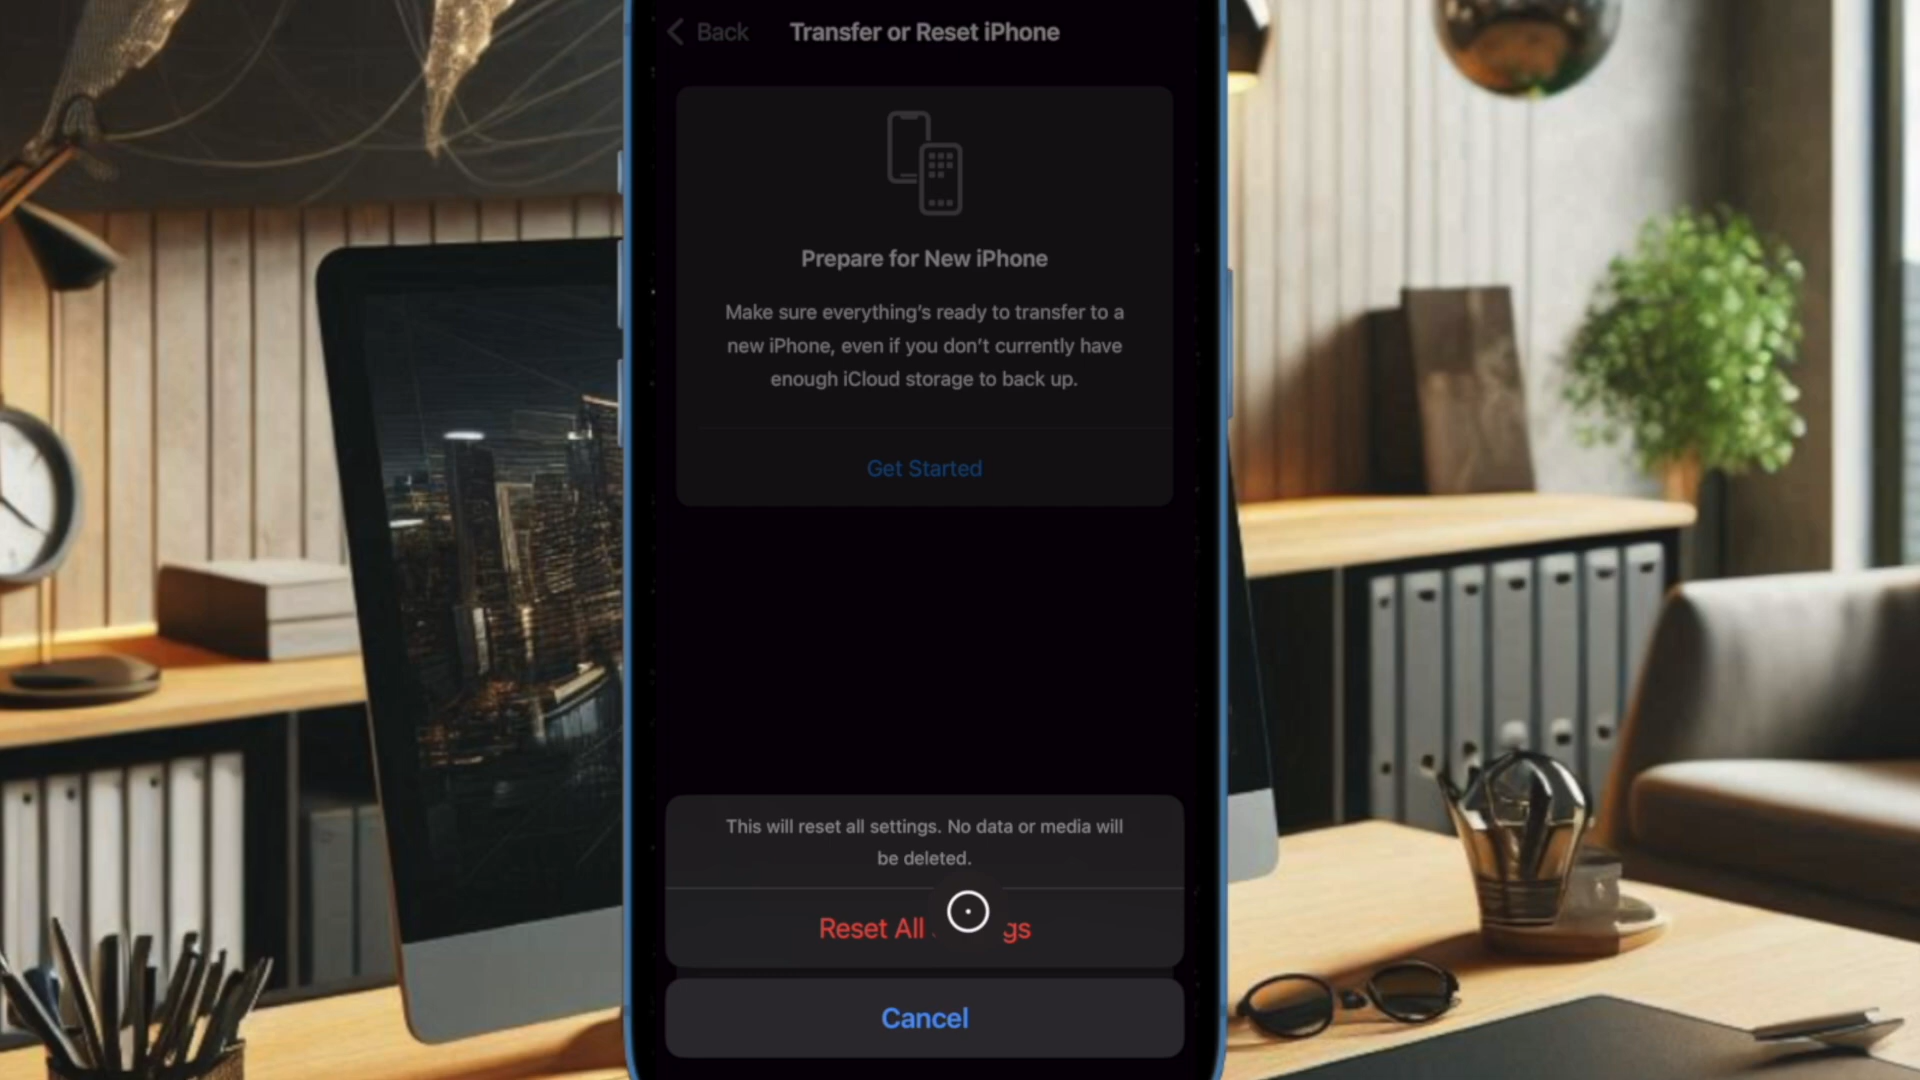 Back
Transfer or Reset iPhone
Prepare for New iPhone
Make sure everything's ready to transfer to a
new iPhone, even if you don't currently have
enough iCloud storage to back up.
Get Started
This will reset all settings. No data or media will
be deleted.
Reset All
Cancel